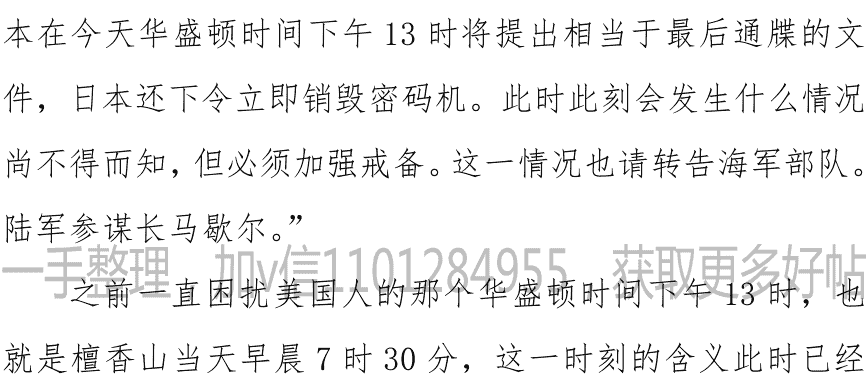 本在今天华盛顿时间下午 13 时将提出相当于最后通牒的文
件，日本还下令立即销毁密码机。此时此刻会发生什么情况
尚不得而知，但必须加强戒备。这一情况也请转告海军部队。
陆军参谋长马歇尔。”
一手整理 加v信1101284955 获取更多好帖
之前一直困扰美国人的那个华盛顿时间下午 13 时，也
就是檀香山当天早晨 7 时 30 分，这一时刻的含义此时已经